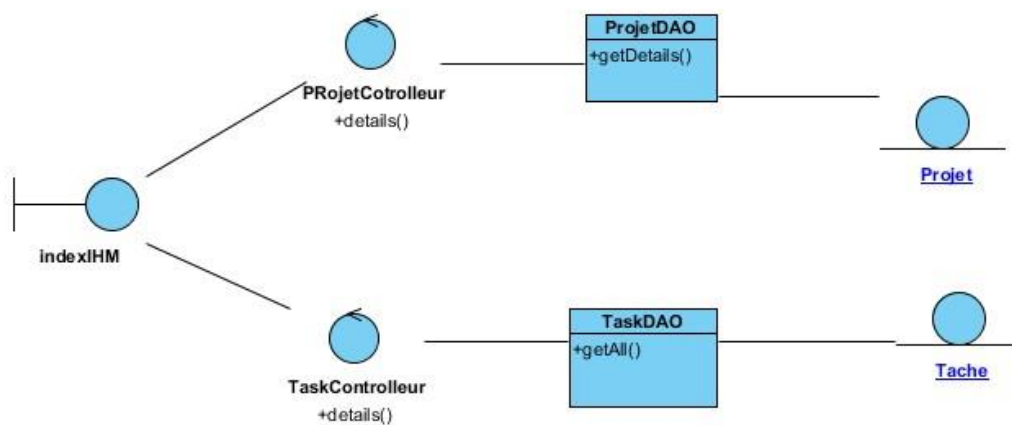 ProjetDAO
+getDetails()
PRojetCotrolleur
+details()
Projet
indexIHM
TaskDAO
+getAll()
Tache
TaskControlleur
+details()